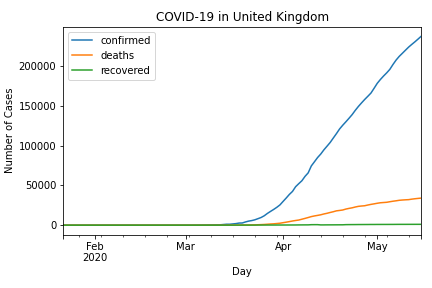 COVID-19 in United Kingdom
confirmed
deaths
recovered
Number of Cases
200000
150000
100000
50000
0
Feb
2020
Mar
Apr
May
Day